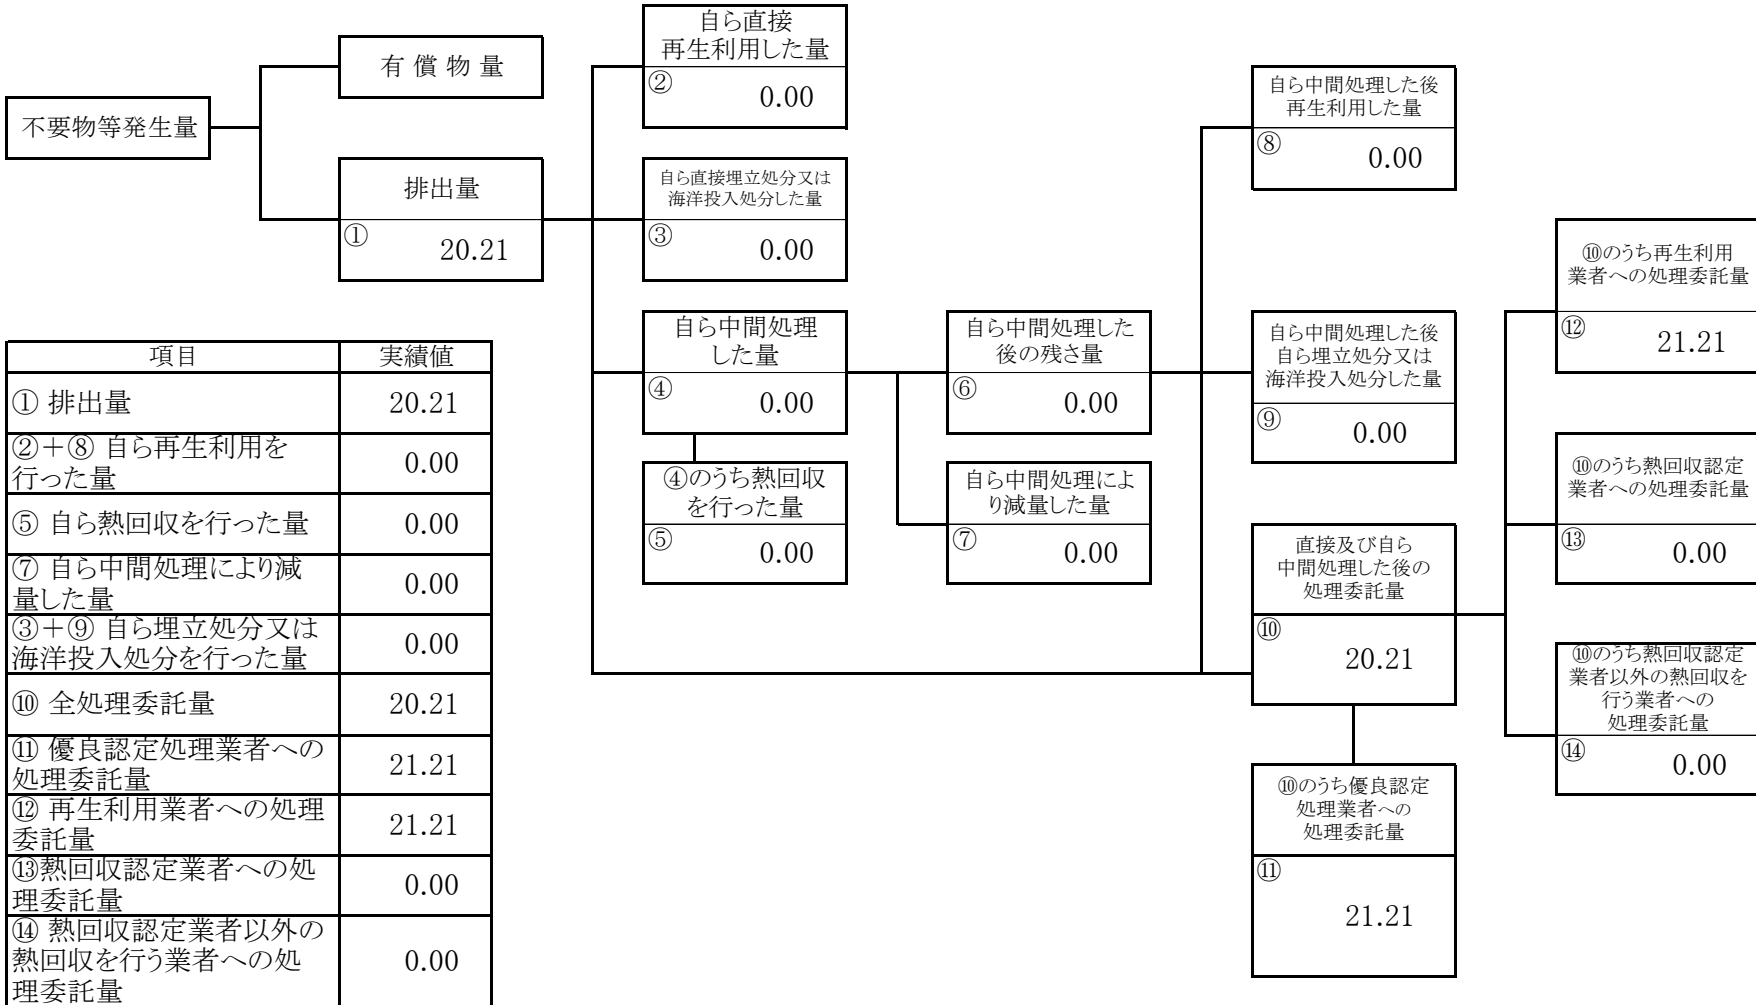 不要物等発生量
有 償 物 量
排出量
①
20.21
自ら直接
再生利用した量
②
0.00
自ら直接埋立処分又は
海洋投入処分した量
③
0.00
自ら中間処理
した量
④
0.00
④のうち熱回収
を行った量
⑤
0.00
自ら中間処理した
後の残さ量
⑥
0.00
自ら中間処理によ
り減量した量
⑦
0.00
自ら中間処理した後
再生利用した量
⑧
0.00
自ら中間処理した後
自ら埋立処分又は
海洋投入処分した量
⑨
0.00
直接及び自ら
中間処理した後の
処理委託量
⑩
20.21
⑩のうち優良認定
処理業者への
処理委託量
⑪
21.21
⑩のうち再生利用
業者への処理委託量
⑫
21.21
⑩のうち熱回収認定
業者への処理委託量
⑬
0.00
⑩のうち熱回収認定
業者以外の熱回収を
行う業者への
処理委託量
⑭
0.00
項目 実績値
① 排出量 20.21
②+⑧ 自ら再生利用を
行った量 0.00
⑤ 自ら熱回収を行った量 0.00
⑦ 自ら中間処理により減
量した量 0.00
③+⑨ 自ら埋立処分又は
海洋投入処分を行った量 0.00
⑩ 全処理委託量 20.21
⑪ 優良認定処理業者への
処理委託量 21.21
⑫ 再生利用業者への処理
委託量 21.21
⑬熱回収認定業者への処
理委託量 0.00
⑭ 熱回収認定業者以外の
熱回収を行う業者への処
理委託量 0.00